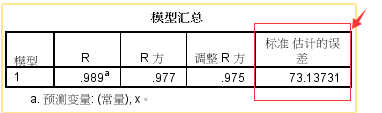 模型汇总
模型 R R 方 调整 R 方 标准 估计的误差
1 .989ᵃ .977 .975 73.13731
a. 预测变量: (常量), x。